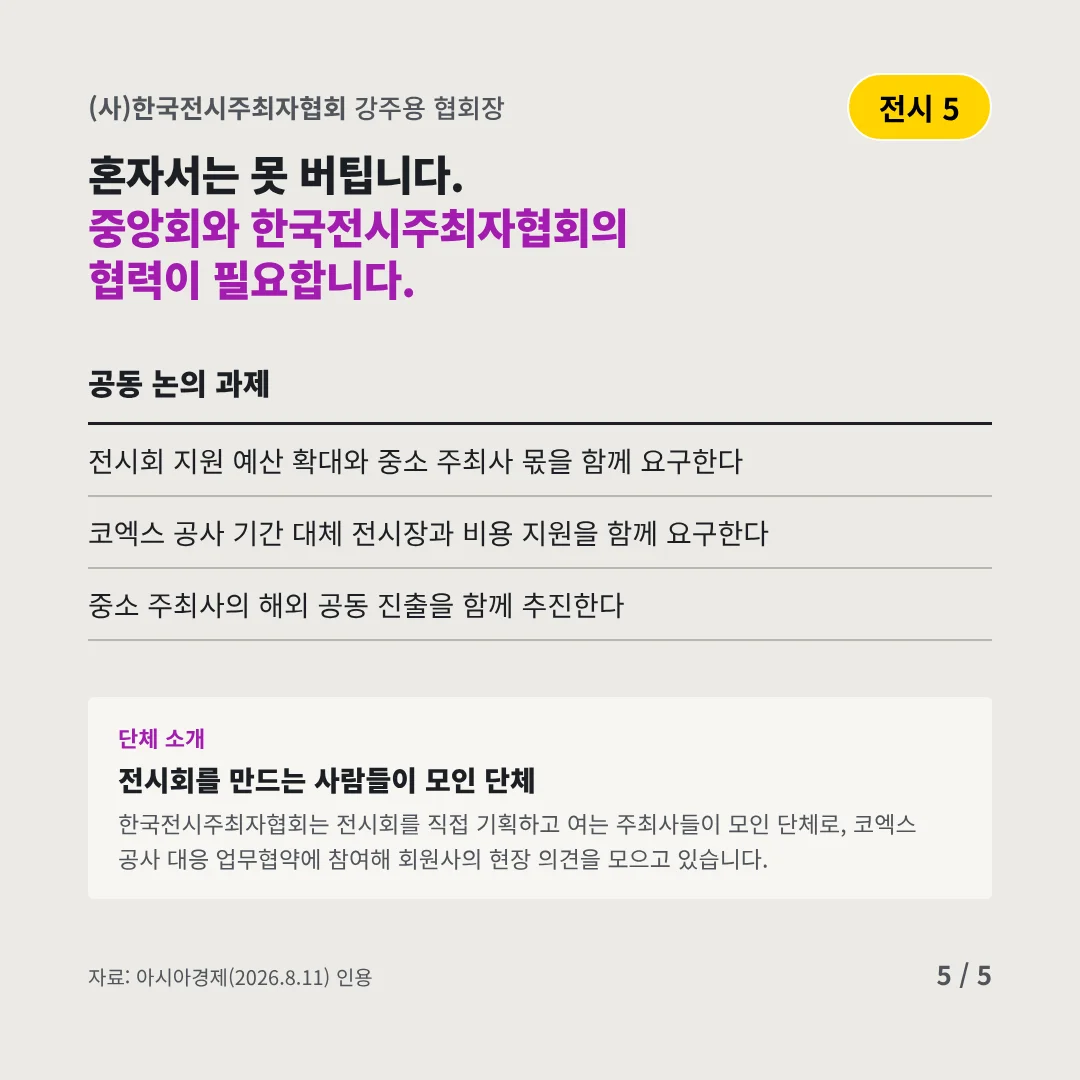 (사)한국전시주최자협회 강주용 협회장
전시 5
혼자서는 못 버팁니다.
중앙회와 한국전시주최자협회의
협력이 필요합니다.
공동 논의 과제
전시회 지원 예산 확대와 중소 주최사 몫을 함께 요구한다
코엑스 공사 기간 대체 전시장과 비용 지원을 함께 요구한다
중소 주최사의 해외 공동 진출을 함께 추진한다
단체 소개
전시회를 만드는 사람들이 모인 단체
한국전시주최자협회는 전시회를 직접 기획하고 여는 주최사들이 모인 단체로, 코엑스
공사 대응 업무협약에 참여해 회원사의 현장 의견을 모으고 있습니다.
자료: 아시아경제(2026.8.11) 인용
5 / 5